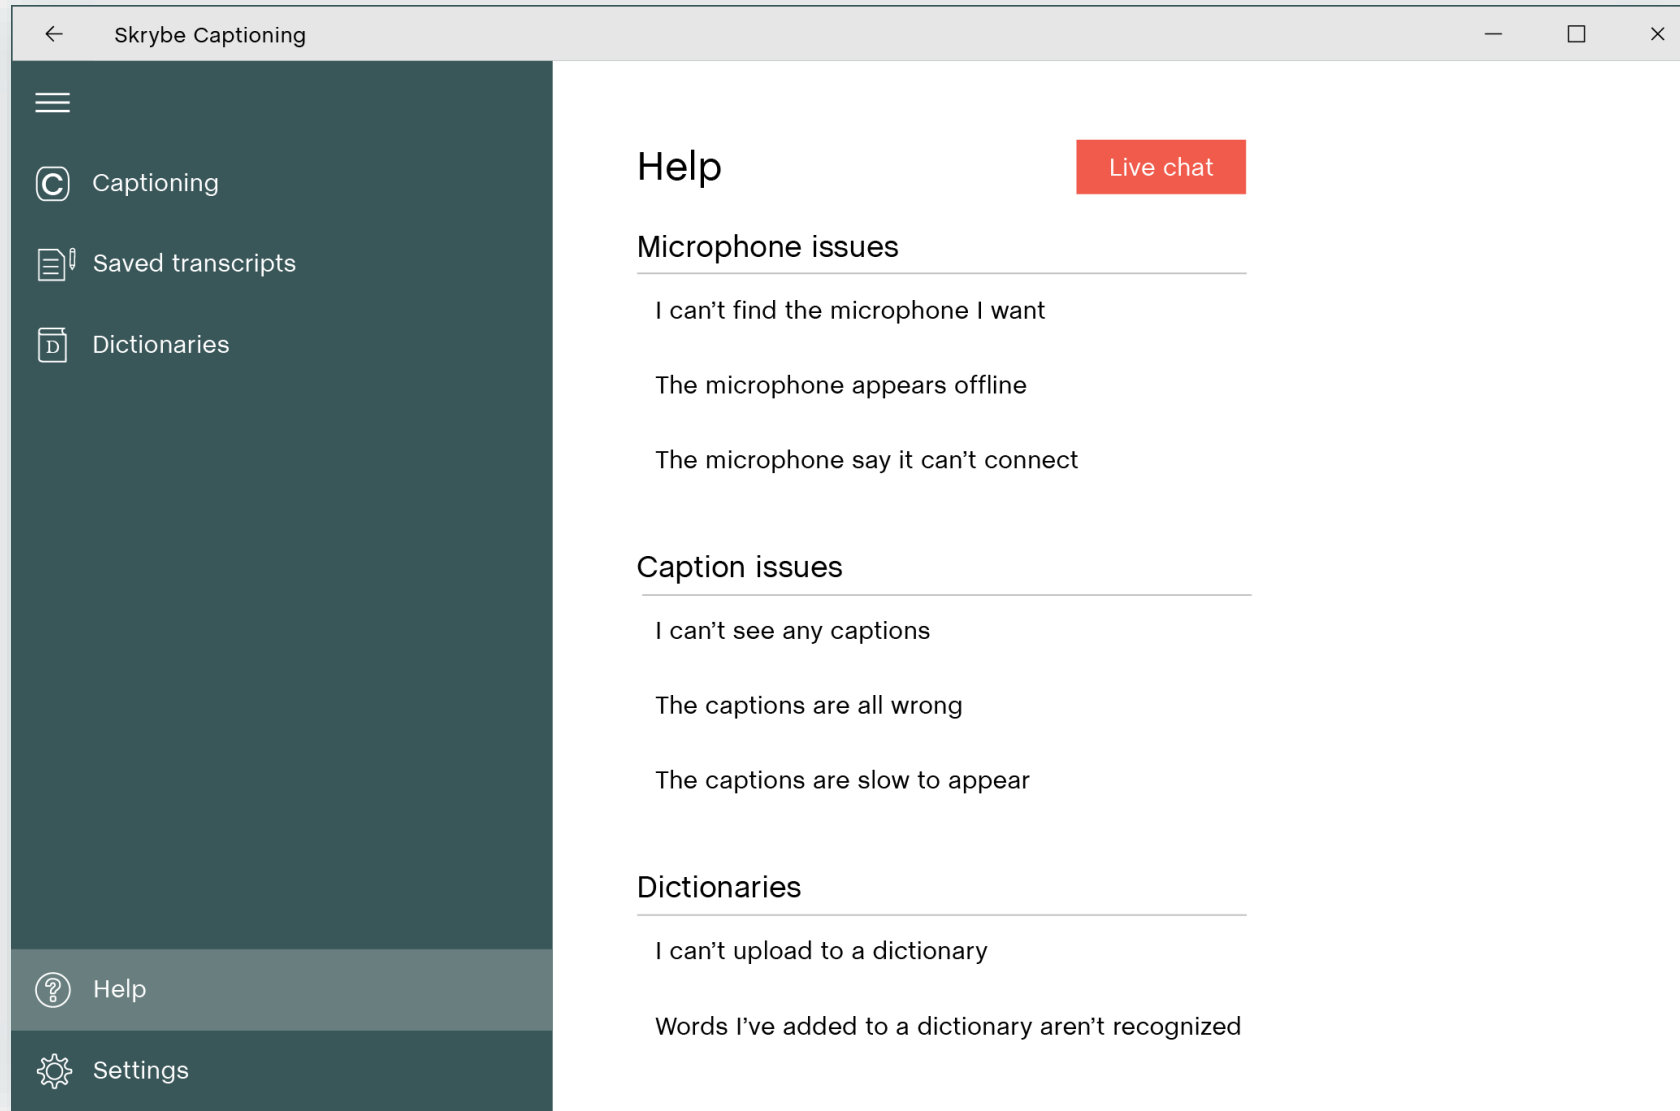 Skrybe Captioning
Captioning
Saved transcripts
D
Dictionaries
Help
Settings
Help
Live chat
Microphone issues
I can’t find the microphone I want
The microphone appears offline
The microphone say it can’t connect
Caption issues
I can’t see any captions
The captions are all wrong
The captions are slow to appear
Dictionaries
I can’t upload to a dictionary
Words I’ve added to a dictionary aren’t recognized